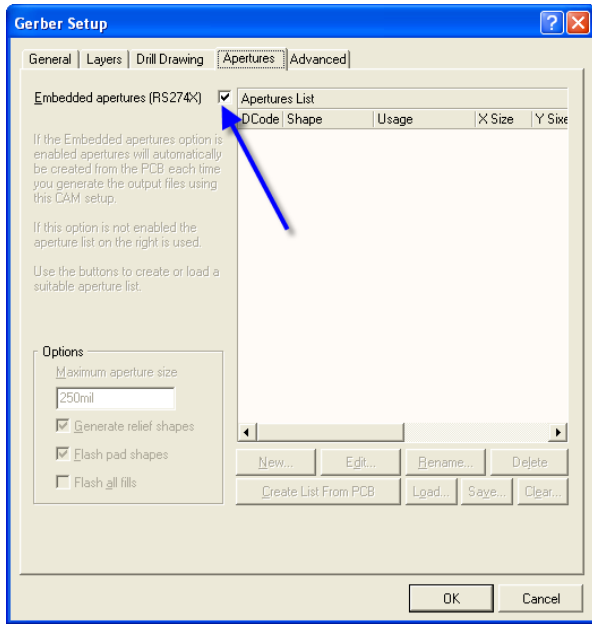 Gerber Setup
General Layers Drill Drawing Apertures Advanced
Embedded apertures (RS274X)
If the Embedded apertures option is
enabled apertures will automatically
be created from the PCB each time
you generate the output files using
this CAM setup.
If this option is not enabled the
aperture list on the right is used.
Use the buttons to create or load a
suitable aperture list.
Apertures List
DCode Shape Usage X Size Y Size
Options
Maximum aperture size
250mil
Generate relief shapes
Flash pad shapes
Flash all fills
New... Edit... Rename... Delete
Create List From PCB Load... Save... Clear...
OK Cancel